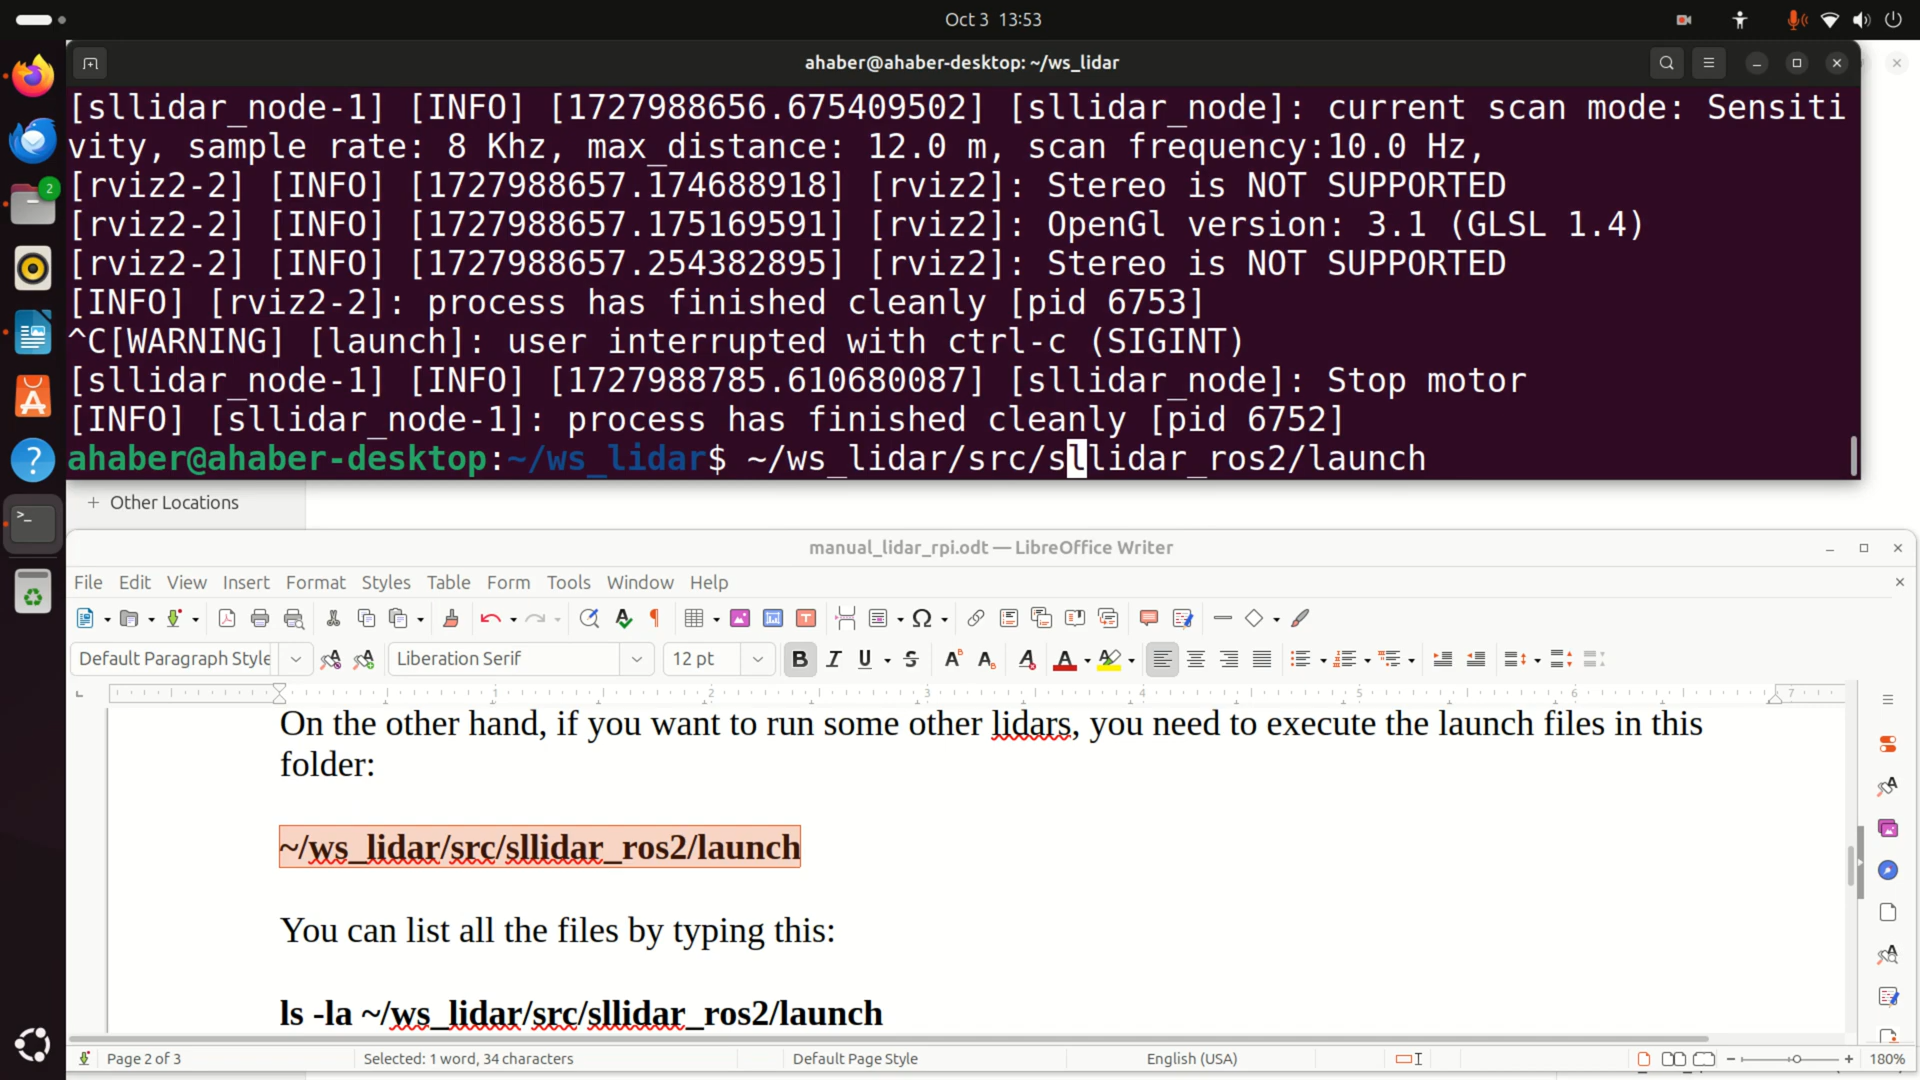 Oct 3 13:53
ahaber@ahaber-desktop: ~/ws_lidar
[sllidar_node-1] [INFO] [1727988656.675409502] [sllidar_node]: current scan mode: Sensiti
vity, sample rate: 8 Khz, max_distance: 12.0 m, scan frequency:10.0 Hz,
[rviz2-2] [INFO] [1727988657.174688918] [rviz2]: Stereo is NOT SUPPORTED
[rviz2-2] [INFO] [1727988657.175169591] [rviz2]: OpenGl version: 3.1 (GLSL 1.4)
[rviz2-2] [INFO] [1727988657.254382895] [rviz2]: Stereo is NOT SUPPORTED
[INFO] [rviz2-2]: process has finished cleanly [pid 6753]
^C[WARNING] [launch]: user interrupted with ctrl-c (SIGINT)
[sllidar_node-1] [INFO] [1727988785.610680087] [sllidar_node]: Stop motor
[INFO] [sllidar_node-1]: process has finished cleanly [pid 6752]
ahaber@ahaber-desktop:~/ws_lidar$ ~/ws_lidar/src/sllidar_ros2/launch
2
+ Other Locations
manual_lidar_rpi.odt — LibreOffice Writer
File Edit View Insert Format Styles Table Form Tools Window Help
Default Paragraph Style Liberation Serif 12 pt
1 2 3 4 5 6 7
On the other hand, if you want to run some other lidars, you need to execute the launch files in this
folder:
~/ws_lidar/src/sllidar_ros2/launch
You can list all the files by typing this:
ls -la ~/ws_lidar/src/sllidar_ros2/launch
Page 2 of 3 Selected: 1 word, 34 characters Default Page Style English (USA) 180%